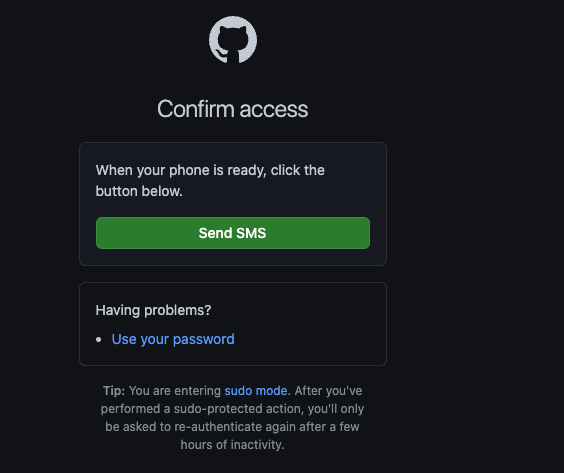 Confirm access
When your phone is ready, click the
button below.
Send SMS
Having problems?
• Use your password
Tip: You are entering sudo mode. After you've
performed a sudo-protected action, you'll only
be asked to re-authenticate again after a few
hours of inactivity.